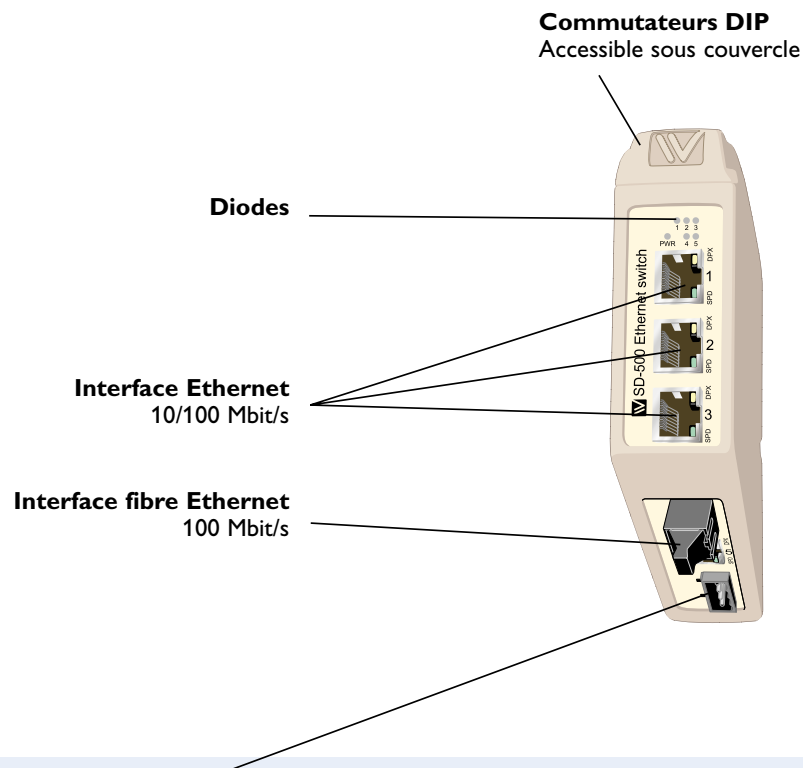 Commutateurs DIP
Accessible sous couvercle
Diodes
1 2 3
PWR 4 5
DPX
1
SPD
DPX
2
SPD
DPX
3
SPD
SD-500 Ethernet switch
Interface Ethernet
10/100 Mbit/s
Interface fibre Ethernet
100 Mbit/s